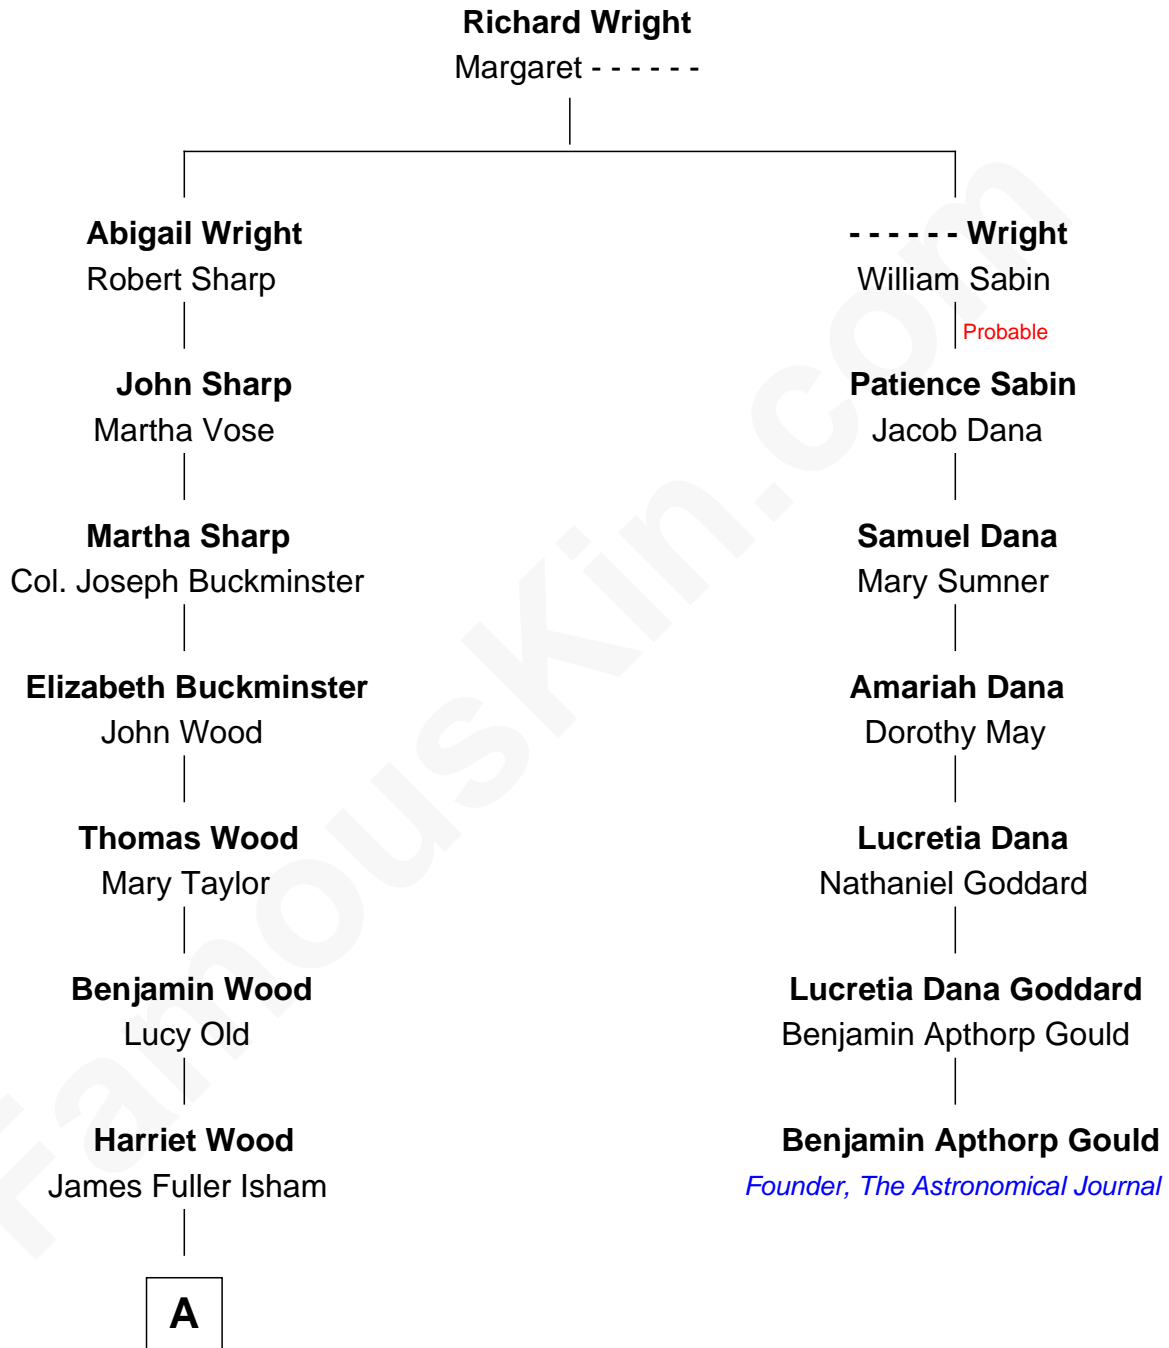 Richard Wright
Margaret - - - - - -
Abigail Wright
Robert Sharp
- - - - - - Wright
William Sabin
Probable
John Sharp
Martha Vose
Patience Sabin
Jacob Dana
Martha Sharp
Col. Joseph Buckminster
Samuel Dana
Mary Sumner
Elizabeth Buckminster
John Wood
Amariah Dana
Dorothy May
Thomas Wood
Mary Taylor
Lucretia Dana
Nathaniel Goddard
Benjamin Wood
Lucy Old
Lucretia Dana Goddard
Benjamin Apthorp Gould
Harriet Wood
James Fuller Isham
Benjamin Apthorp Gould
Founder, The Astronomical Journal
A
FamousKin.com